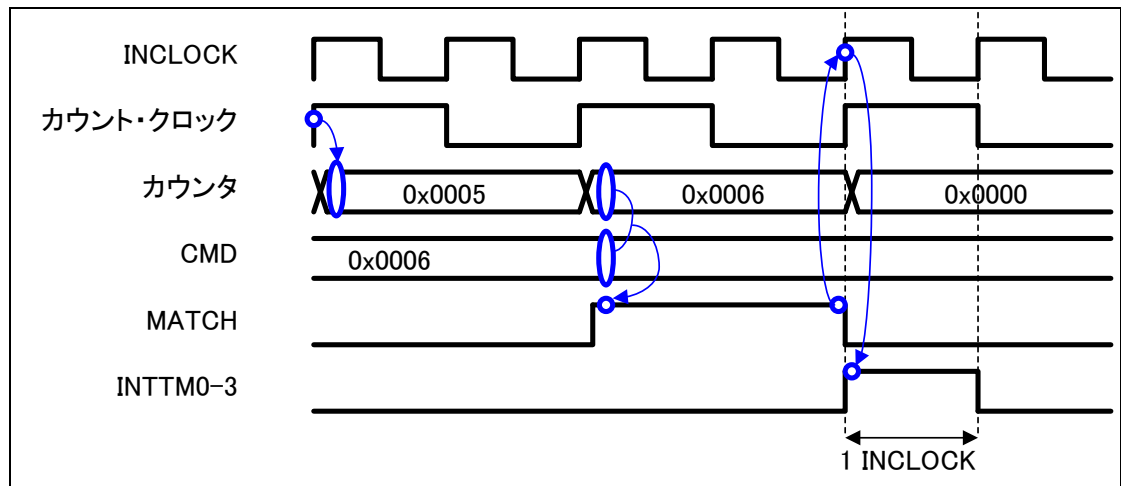 INCLOCK
カウント・クロック
カウンタ
0x0005
0x0006
0x0000
CMD
0x0006
MATCH
INTTM0-3
1 INCLOCK